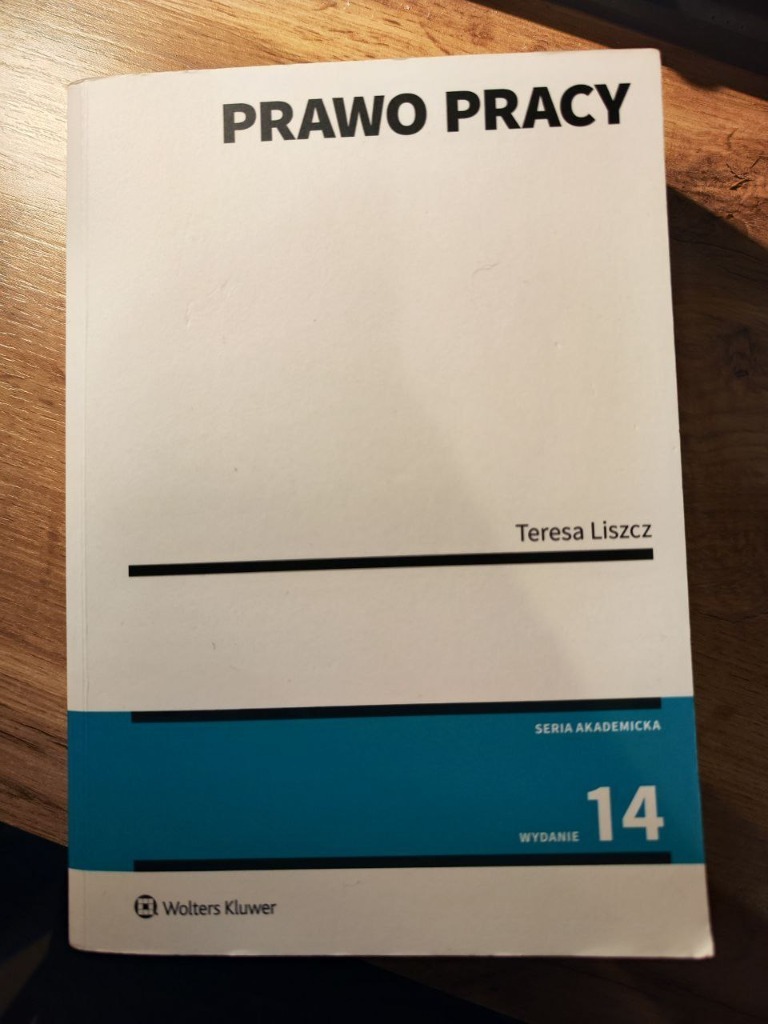 PRAWO PRACY
Teresa Liszcz
SERIA AKADEMICKA
WYDANIE 14
Wolters Kluwer